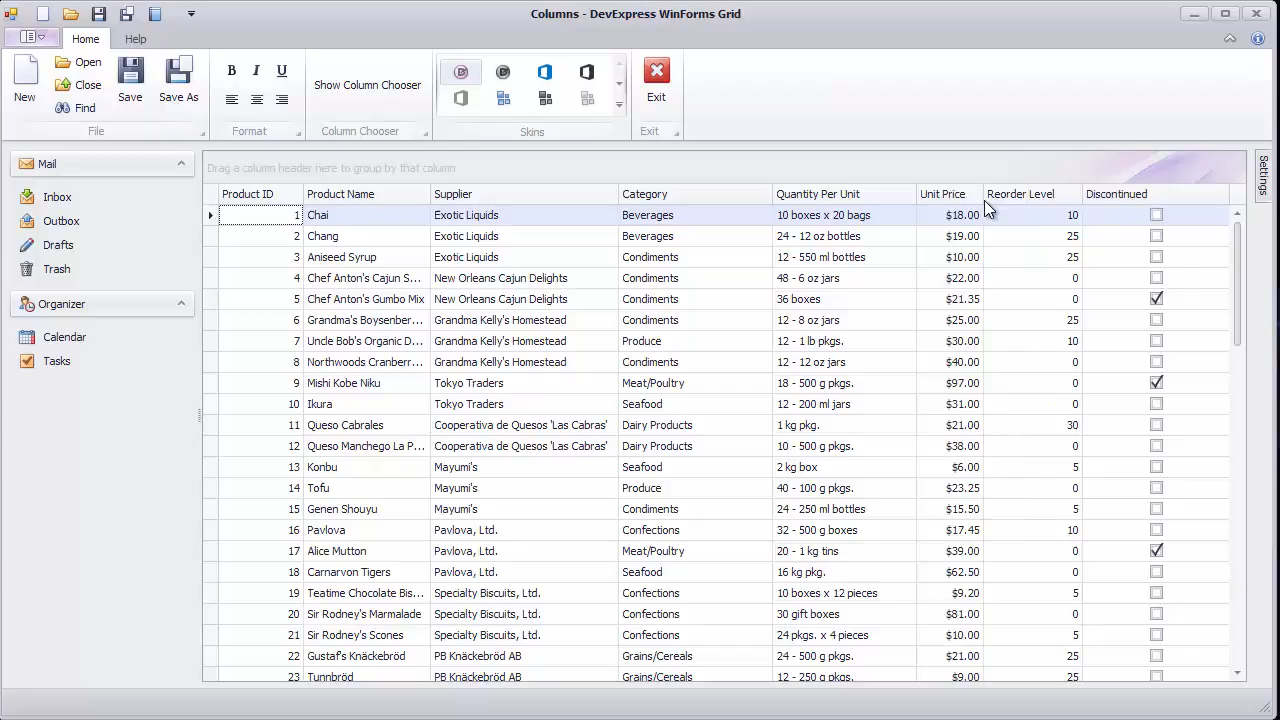 Columns - DevExpress WinForms Grid
Home Help
New Open Close Find Save Save As
B I U
Show Column Chooser
Exit
File Format Column Chooser Skins Exit
Mail
Inbox
Outbox
Drafts
Trash
Organizer
Calendar
Tasks
Settings
Drag a column header here to group by that column
Product ID Product Name Supplier Category Quantity Per Unit Unit Price Reorder Level Discontinued
1 Chai Exotic Liquids Beverages 10 boxes x 20 bags $18.00 10
2 Chang Exotic Liquids Beverages 24 - 12 oz bottles $19.00 25
3 Aniseed Syrup Exotic Liquids Condiments 12 - 550 ml bottles $10.00 25
4 Chef Anton's Cajun S... New Orleans Cajun Delights Condiments 48 - 6 oz jars $22.00 0
5 Chef Anton's Gumbo Mix New Orleans Cajun Delights Condiments 36 boxes $21.35 0
6 Grandma's Boysenber... Grandma Kelly's Homestead Condiments 12 - 8 oz jars $25.00 25
7 Uncle Bob's Organic D... Grandma Kelly's Homestead Produce 12 - 1 lb pkgs. $30.00 10
8 Northwoods Cranberr... Grandma Kelly's Homestead Condiments 12 - 12 oz jars $40.00 0
9 Mishi Kobe Niku Tokyo Traders Meat/Poultry 18 - 500 g pkgs. $97.00 0
10 Ikura Tokyo Traders Seafood 12 - 200 ml jars $31.00 0
11 Queso Cabrales Cooperativa de Quesos 'Las Cabras' Dairy Products 1 kg pkg. $21.00 30
12 Queso Manchego La P... Cooperativa de Quesos 'Las Cabras' Dairy Products 10 - 500 g pkgs. $38.00 0
13 Konbu Mayumi's Seafood 2 kg box $6.00 5
14 Tofu Mayumi's Produce 40 - 100 g pkgs. $23.25 0
15 Genen Shouyu Mayumi's Condiments 24 - 250 ml bottles $15.50 5
16 Pavlova Pavlova, Ltd. Confections 32 - 500 g boxes $17.45 10
17 Alice Mutton Pavlova, Ltd. Meat/Poultry 20 - 1 kg tins $39.00 0
18 Carnarvon Tigers Pavlova, Ltd. Seafood 16 kg pkg. $62.50 0
19 Teatime Chocolate Bis... Specialty Biscuits, Ltd. Confections 10 boxes x 12 pieces $9.20 5
20 Sir Rodney's Marmalade Specialty Biscuits, Ltd. Confections 30 gift boxes $81.00 0
21 Sir Rodney's Scones Specialty Biscuits, Ltd. Confections 24 pkgs. x 4 pieces $10.00 5
22 Gustaf's Knäckebröd PB Knäckebröd AB Grains/Cereals 24 - 500 g pkgs. $21.00 25
23 Tunnbröd PB Knäckebröd AB Grains/Cereals 12 - 250 g pkgs. $9.00 25